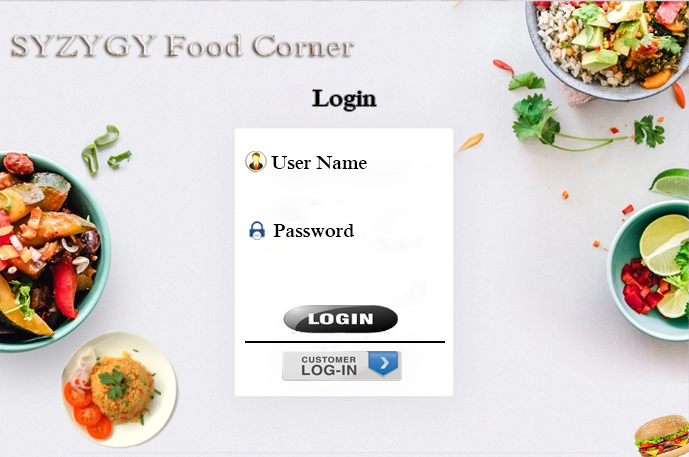 SYZYGY Food Corner
Login
User Name
Password
LOGIN
CUSTOMER
LOG-IN